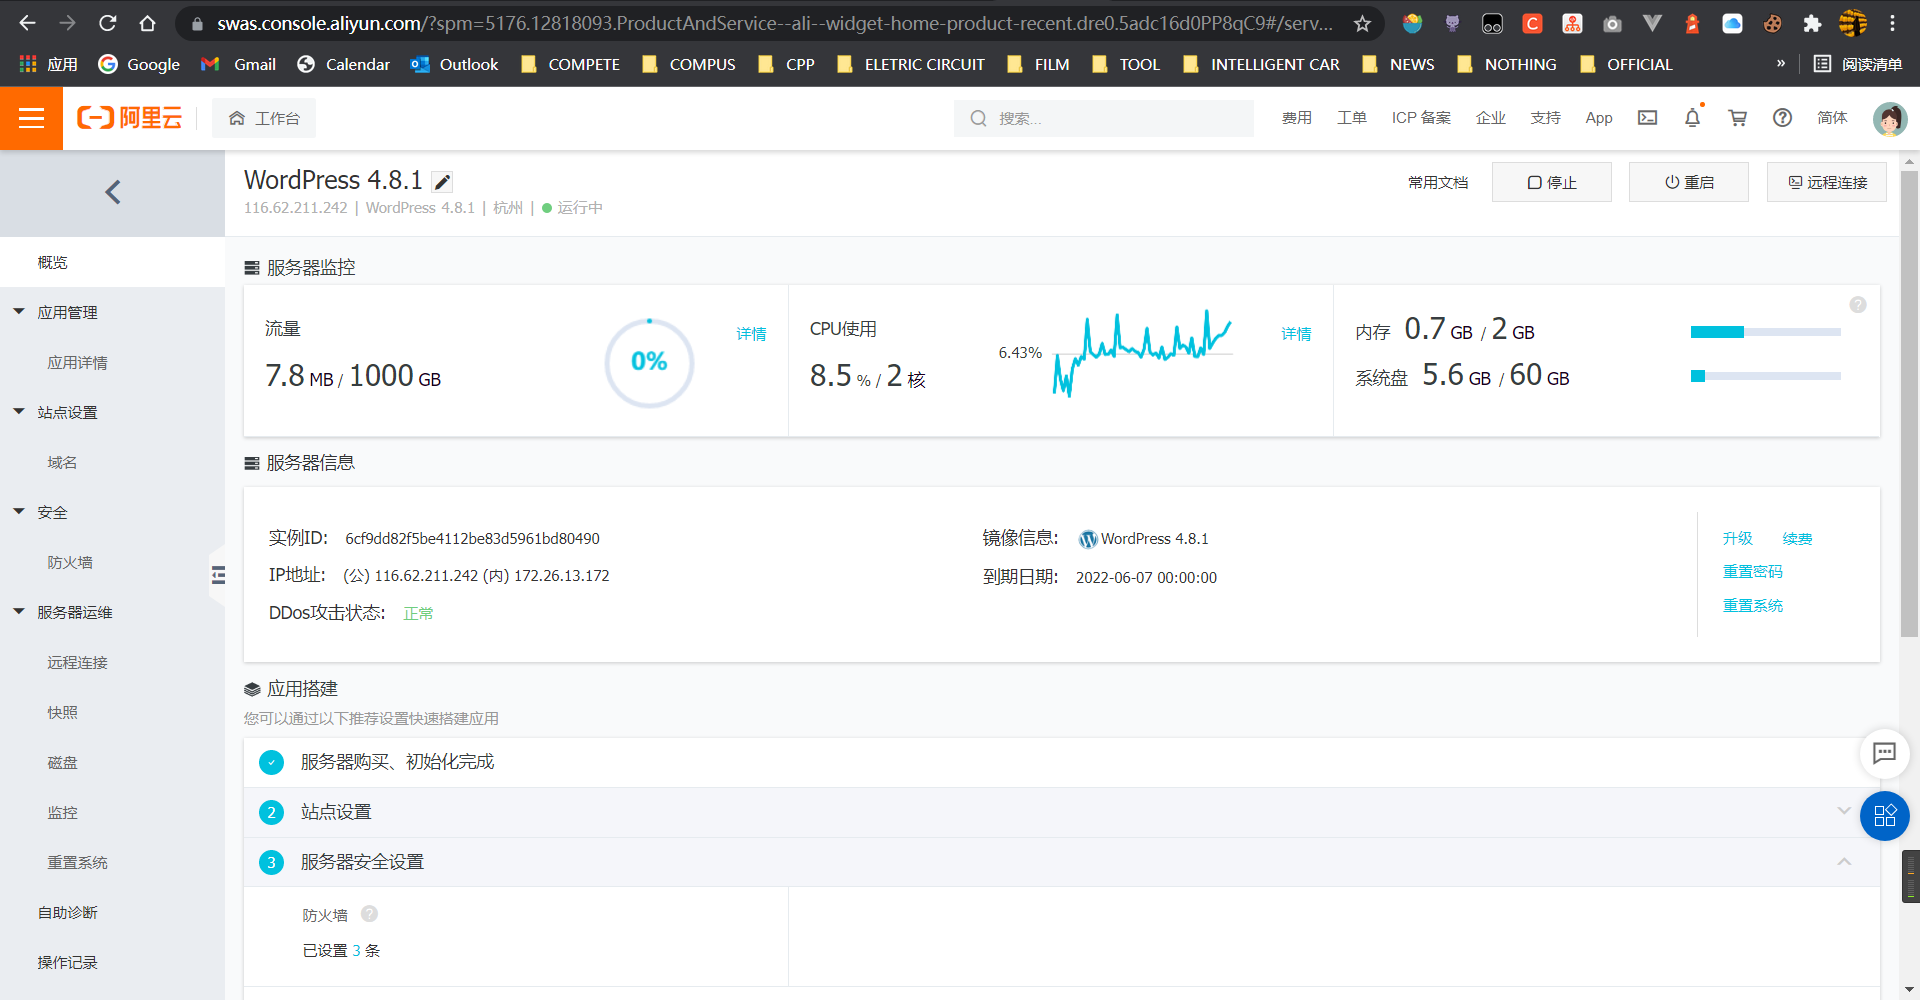 swas.console.aliyun.com/?spm=5176.12818093.ProductAndService--ali--widget-home-product-recent.dre0.5adc16d0PP8qC9#/serv...
应用 Google Gmail Calendar Outlook COMPETE COMPUS CPP ELETRIC CIRCUIT FILM TOOL INTELLIGENT CAR NEWS NOTHING OFFICIAL » 阅读清单
阿里云 工作台 搜索... 费用 工单 ICP 备案 企业 支持 App 简体
WordPress 4.8.1
常用文档 停止 重启 远程连接
116.62.211.242 | WordPress 4.8.1 | 杭州 | 运行中
概览
应用管理
应用详情
站点设置
域名
安全
防火墙
服务器运维
远程连接
快照
磁盘
监控
重置系统
自助诊断
操作记录
服务器监控
流量
7.8 MB / 1000 GB
0%
详情
CPU使用
8.5 % / 2 核
6.43%
详情
内存 0.7 GB / 2 GB
系统盘 5.6 GB / 60 GB
服务器信息
实例ID: 6cf9dd82f5be4112be83d5961bd80490
IP地址: (公) 116.62.211.242 (内) 172.26.13.172
DDos攻击状态: 正常
镜像信息: WordPress 4.8.1
到期日期: 2022-06-07 00:00:00
升级 续费
重置密码
重置系统
应用搭建
您可以通过以下推荐设置快速搭建应用
服务器购买、初始化完成
2 站点设置
3 服务器安全设置
防火墙 ?
已设置 3 条